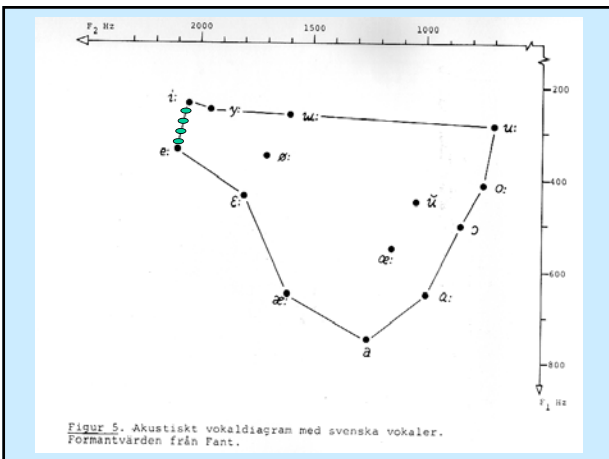 F₂ Hz 2000 1500 1000
200
i: y: ʉ: u:
e: ø:
400
ɛ: ŭ o:
ɔ
œ:
600
æ: ɑ:
a
800
F₁ Hz
Figur 5. Akustiskt vokaldiagram med svenska vokaler.
Formantvärden från Fant.